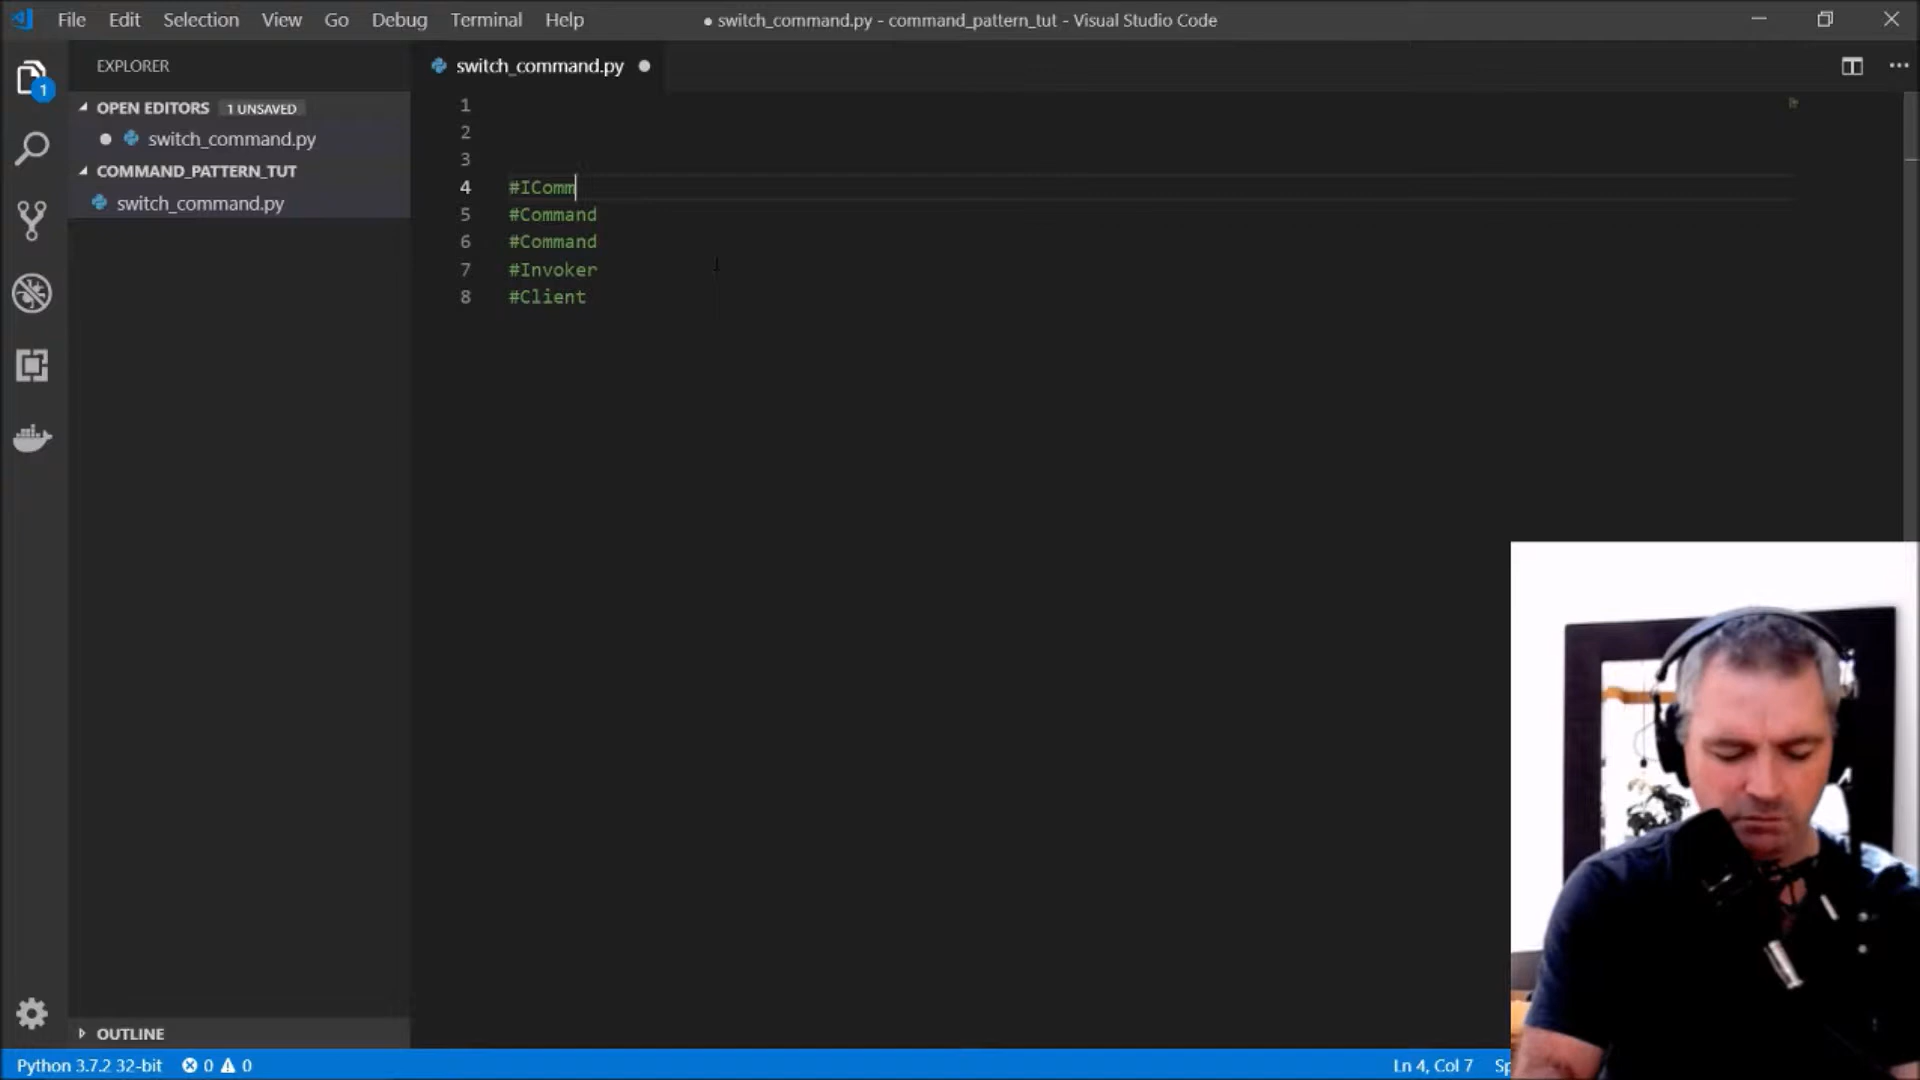 File Edit Selection View Go Debug Terminal Help
● switch_command.py - command_pattern_tut - Visual Studio Code
EXPLORER
1
OPEN EDITORS 1 UNSAVED
switch_command.py
COMMAND_PATTERN_TUT
switch_command.py
OUTLINE
switch_command.py
1
2
3
4 #IComm
5 #Command
6 #Command
7 #Invoker
8 #Client
Python 3.7.2 32-bit 0 0
Ln 4, Col 7